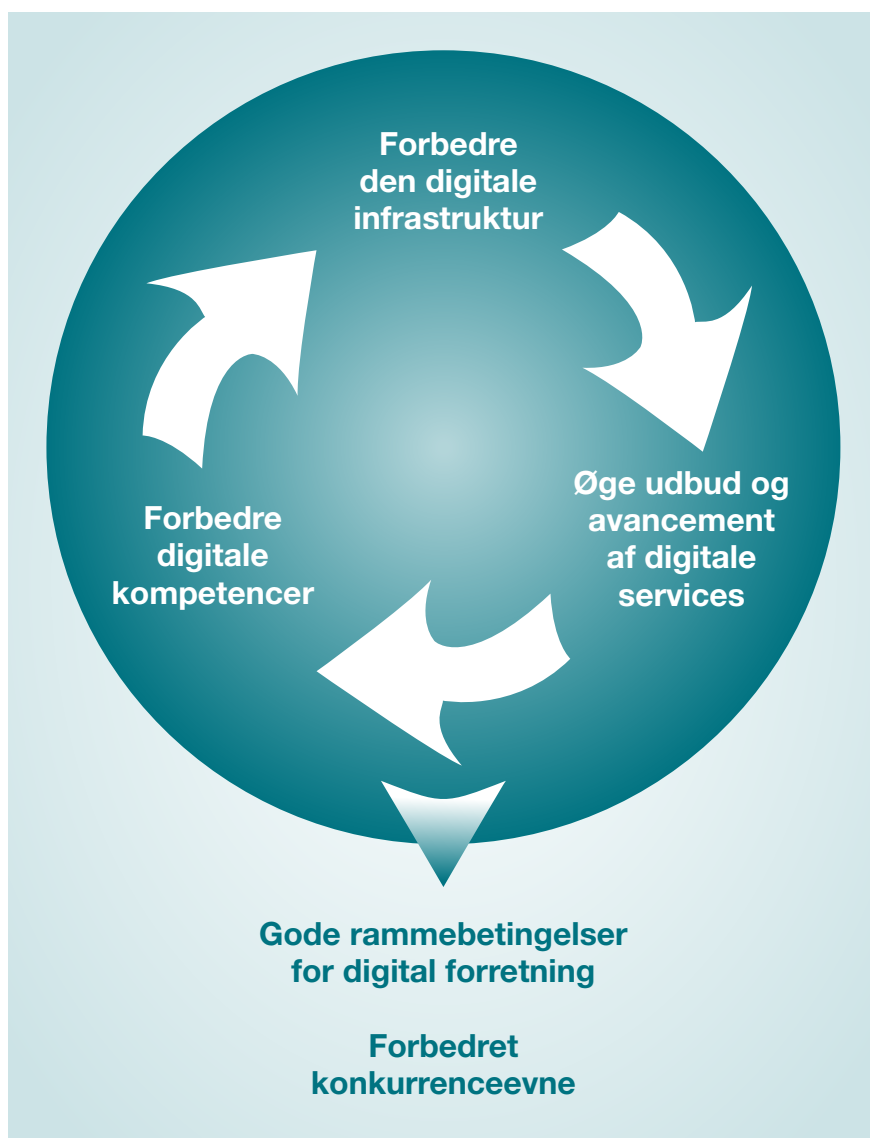 Forbedre
den digitale
infrastruktur
Øge udbud og
avancement
af digitale
services
Forbedre
digitale
kompetencer
Gode rammebetingelser
for digital forretning
Forbedret
konkurrenceevne